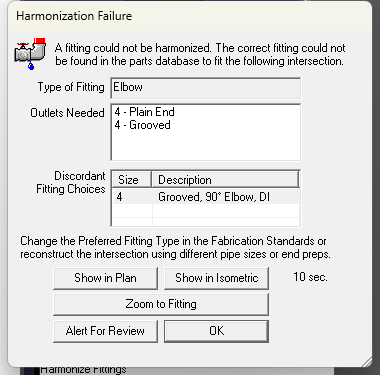 Harmonization Failure
A fitting could not be harmonized. The correct fitting could not
be found in the parts database to fit the following intersection.
Type of Fitting Elbow
Outlets Needed 4 - Plain End
4 - Grooved
Discordant
Fitting Choices
Size Description
4 Grooved, 90° Elbow, DI
Change the Preferred Fitting Type in the Fabrication Standards or
reconstruct the intersection using different pipe sizes or end preps.
Show in Plan Show in Isometric 10 sec.
Zoom to Fitting
Alert For Review OK
Harmonize Fittings